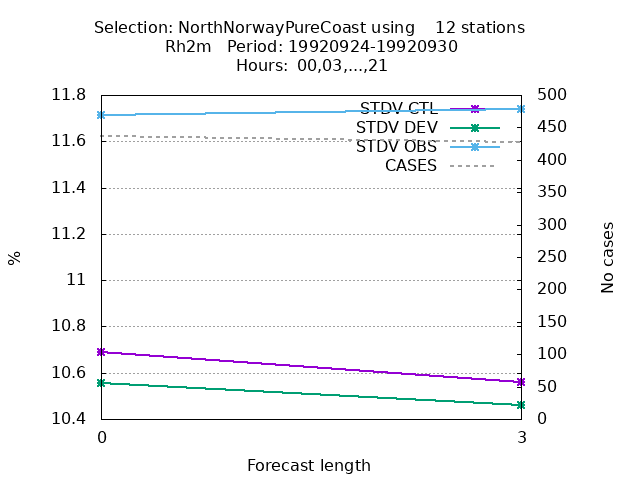 Selection: NorthNorwayPureCoast using    12 stations
Rh2m   Period: 19920924-19920930
Hours:  00,03,...,21
11.8
11.6
11.4
11.2
11
10.8
10.6
10.4
%
STDV CTL
STDV DEV
STDV OBS
CASES
500
450
400
350
300
250
200
150
100
50
0
No cases
0
3
Forecast length